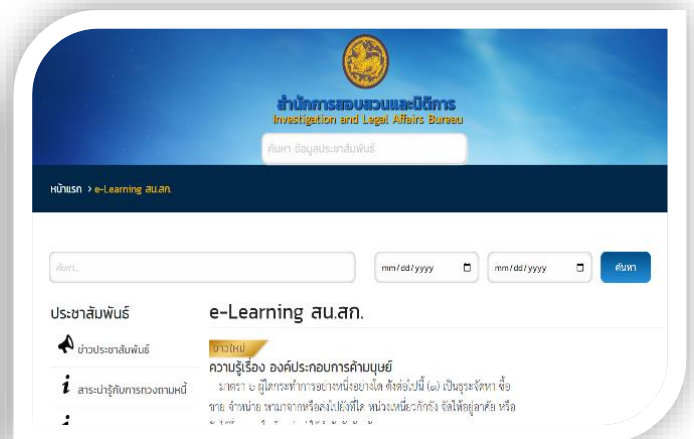 สำนักการสอบสวนและนิติการ
Investigation and Legal Affairs Bureau
ค้นหา ข้อมูลประชาสัมพันธ์
หน้าแรก > e-Learning สน.สก.
ค้นหา..
mm/dd/yyyy
mm/dd/yyyy
ค้นหา
ประชาสัมพันธ์
e-Learning สน.สก.
ข่าวประชาสัมพันธ์
ข่าวใหม่
ความรู้เรื่อง องค์ประกอบการค้ามนุษย์
สาระน่ารู้กับการทวงถามหนี้
มาตรา ๖ ผู้ใดกระทำการอย่างหนึ่งอย่างใด ดังต่อไปนี้ (๑) เป็นธุระจัดหา ซื้อ
ขาย จำหน่าย พามาจากหรือส่งไปยังที่ใด หน่วงเหนี่ยวกักขัง จัดให้อยู่อาศัย หรือ